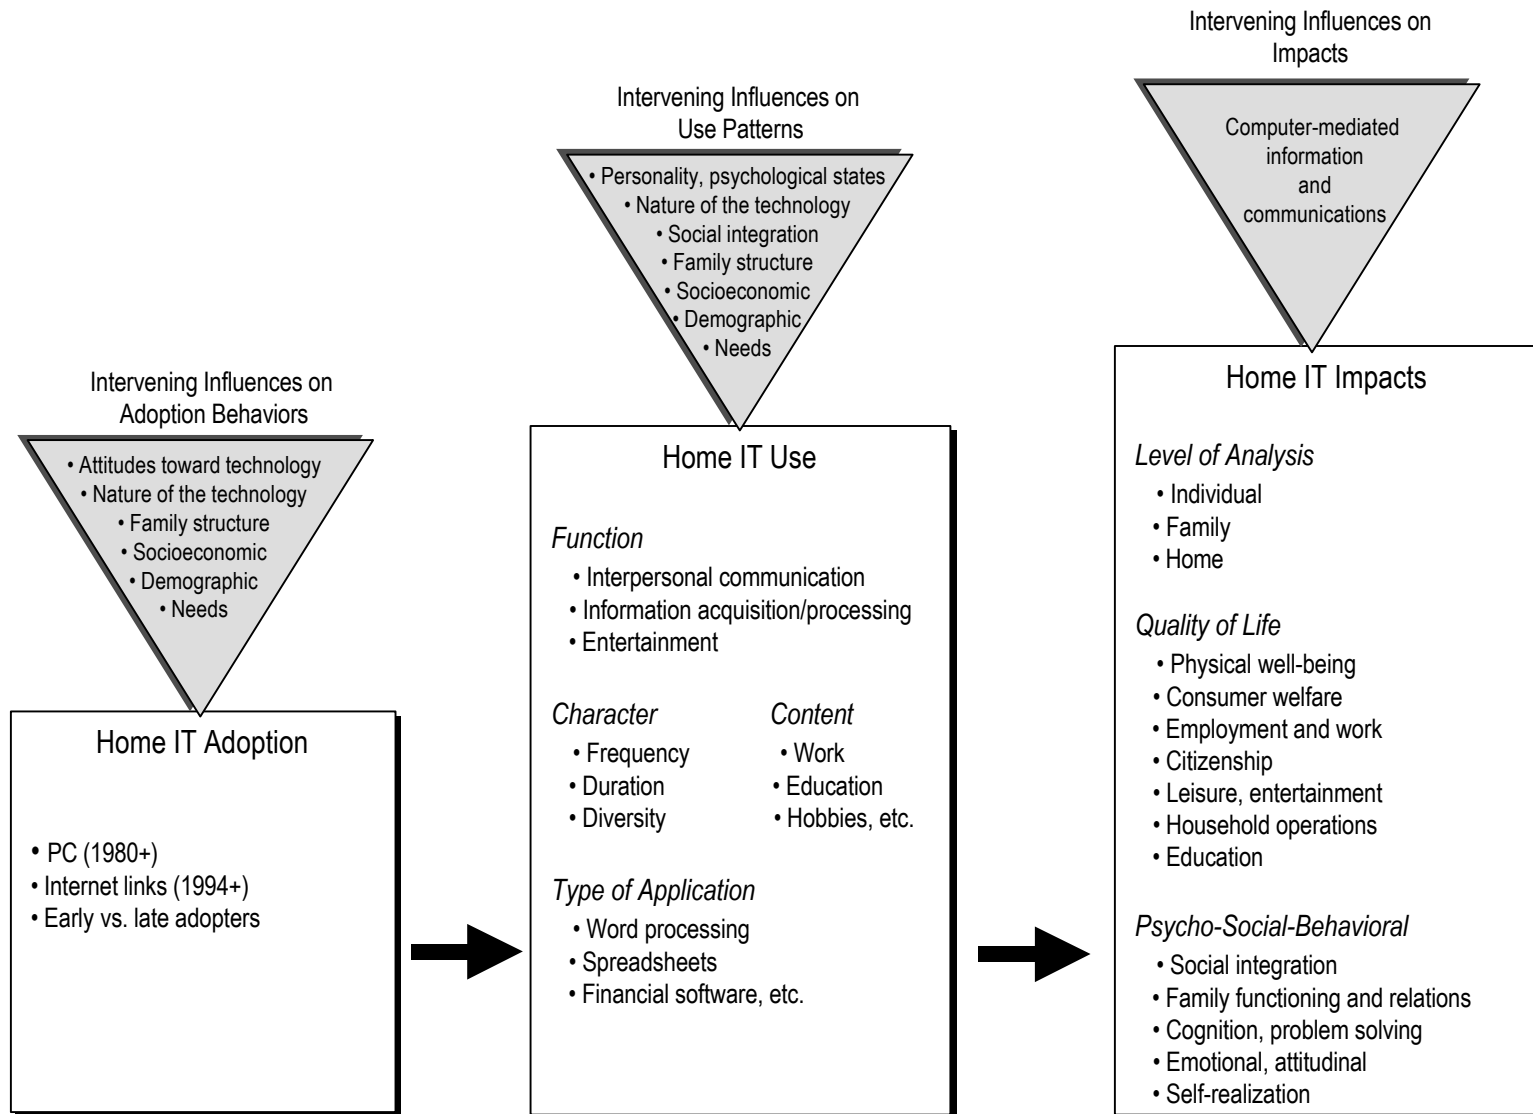 Intervening Influences on
Adoption Behaviors
• Attitudes toward technology
• Nature of the technology
• Family structure
• Socioeconomic
• Demographic
• Needs
Home IT Adoption
• PC (1980+)
• Internet links (1994+)
• Early vs. late adopters
Intervening Influences on
Use Patterns
• Personality, psychological states
• Nature of the technology
• Social integration
• Family structure
• Socioeconomic
• Demographic
• Needs
Home IT Use
Function
• Interpersonal communication
• Information acquisition/processing
• Entertainment
Character
• Frequency
• Duration
• Diversity
Content
• Work
• Education
• Hobbies, etc.
Type of Application
• Word processing
• Spreadsheets
• Financial software, etc.
Intervening Influences on
Impacts
Computer-mediated
information
and
communications
Home IT Impacts
Level of Analysis
• Individual
• Family
• Home
Quality of Life
• Physical well-being
• Consumer welfare
• Employment and work
• Citizenship
• Leisure, entertainment
• Household operations
• Education
Psycho-Social-Behavioral
• Social integration
• Family functioning and relations
• Cognition, problem solving
• Emotional, attitudinal
• Self-realization